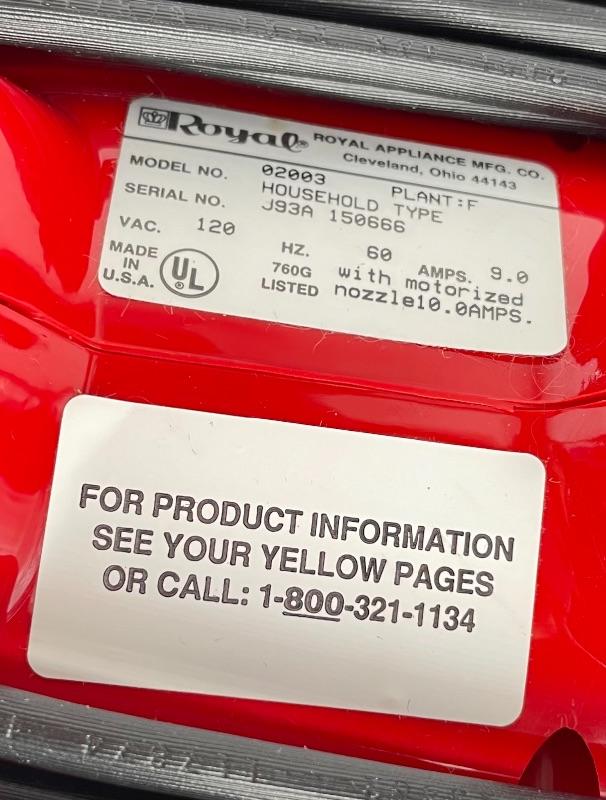 Royal® ROYAL APPLIANCE MFG. CO.
Cleveland, Ohio 44143
MODEL NO. 02003 PLANT:F
HOUSEHOLD TYPE
SERIAL NO. J93A 150666
VAC. 120 HZ. 60 AMPS. 9.0
MADE IN U.S.A. UL® 760G LISTED with motorized
nozzle10.0AMPS.
FOR PRODUCT INFORMATION
SEE YOUR YELLOW PAGES
OR CALL: 1-800-321-1134